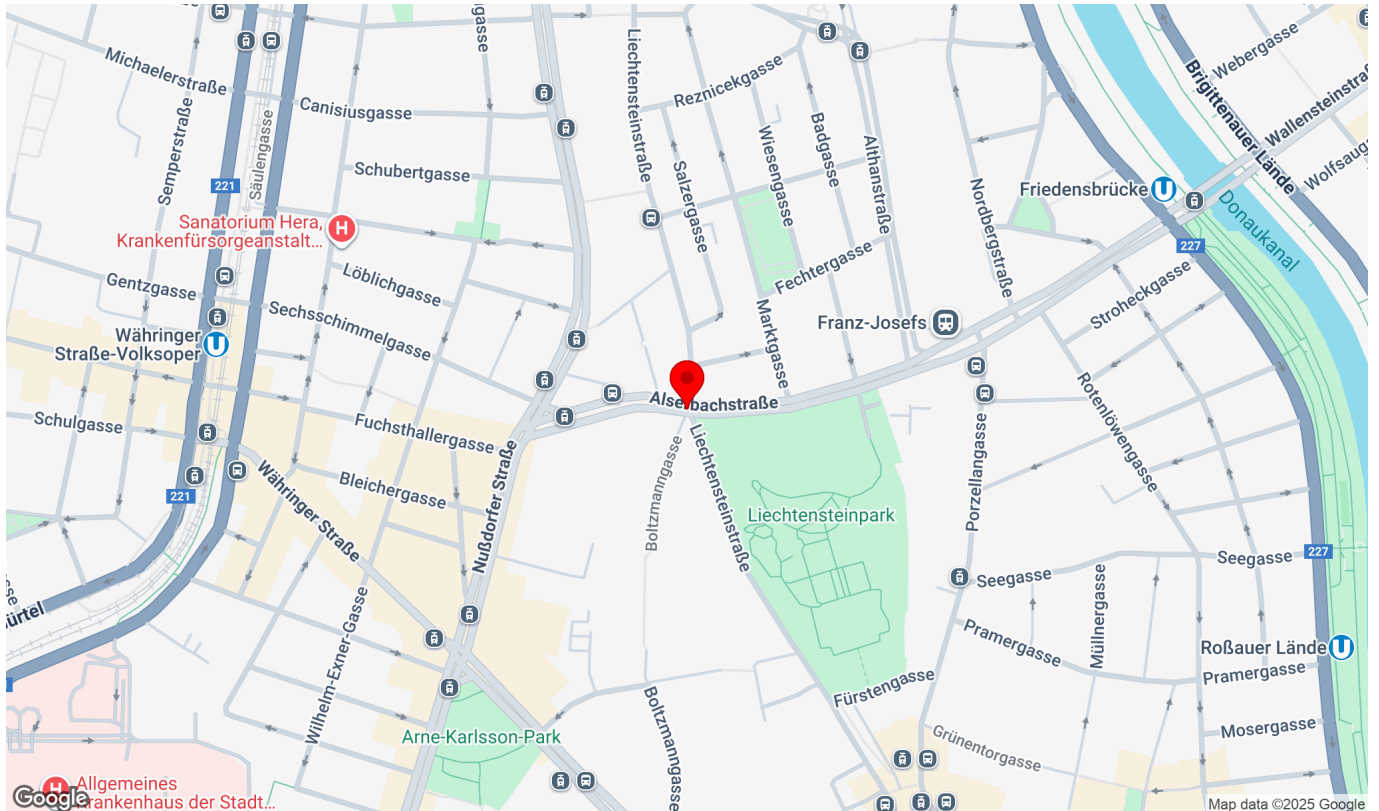 Michaelerstraße
Canisiusgasse
Semperstraße
Säulengasse
221
Schubertgasse
Sanatorium Hera,
Krankenfürsorgeanstalt...
Löblichgasse
Gentzgasse
Sechsschimmelgasse
Währinger
Straße-Volksoper
Schulgasse
Fuchsthallergasse
Bleichergasse
221
Währinger Straße
Nußdorfer Straße
Wilhelm-Exner-Gasse
Arne-Karlsson-Park
Allgemeines
Krankenhaus der Stadt...
Google
Liechtensteinstraße
Reznicekgasse
Salzergasse
Wiesengasse
Badgasse
Althanstraße
Nordbergstraße
Fechtergasse
Marktgasse
Franz-Josefs
Alserbachstraße
Boltzmanngasse
Liechtensteinstraße
Liechtensteinpark
Porzellangasse
Boltzmanngasse
Fürstengasse
Grünentorgasse
Friedensbrücke
227
Donaukanal
Brigittenauer Lände
Webergasse
Wallensteinstraß
Wolfsaug
Stroheckgasse
Rotenlöwengasse
Seegasse
Seegasse
227
Müllnergasse
Pramergasse
Roßauer Lände
Pramergasse
Mosergasse
Map data ©2025 Google